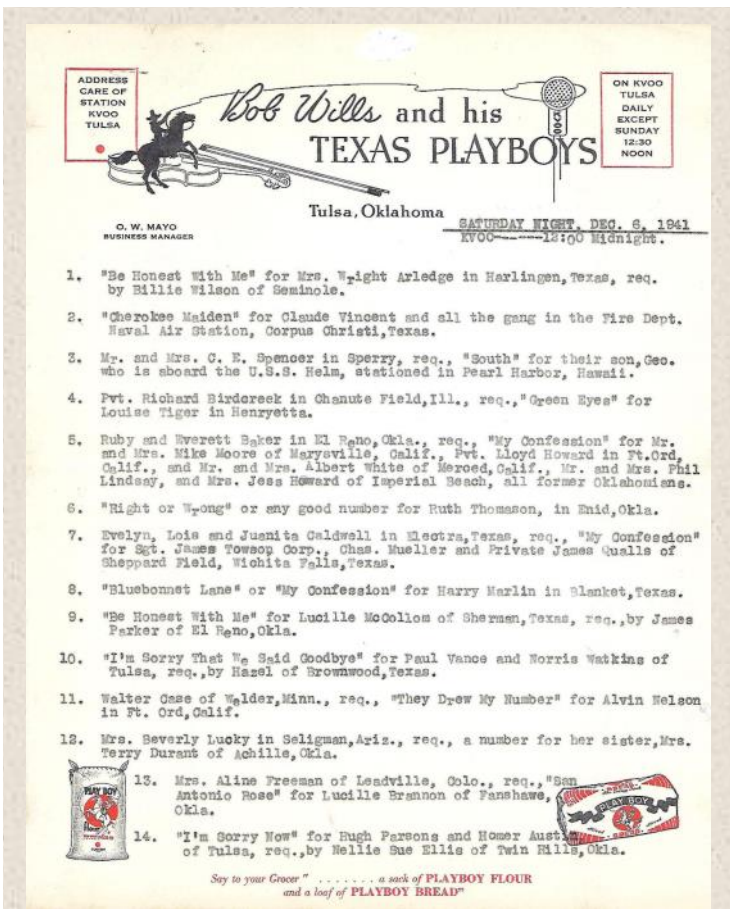 ADDRESS
CARE OF
STATION
KVOO
TULSA
Bob Wills and his
TEXAS PLAYBOYS
ON KVOO
TULSA
DAILY
EXCEPT
SUNDAY
12:30
NOON
Tulsa, Oklahoma
O. W. MAYO
BUSINESS MANAGER
SATURDAY NIGHT, DEC. 6, 1941
KVOO-----12:00 Midnight.
1. "Be Honest With Me" for Mrs. Wright Arledge in Harlingen,Texas, req.
by Billie Wilson of Seminole.
2. "Cherokee Maiden" for Claude Vincent and all the gang in the Fire Dept.
Naval Air Station, Corpus Christi,Texas.
3. Mr. and Mrs. C. E. Spencer in Sperry, req., "South" for their son,Geo.
who is aboard the U.S.S. Helm, stationed in Pearl Harbor, Hawaii.
4. Pvt. Richard Birdcreek in Chanute Field,Ill., req.,"Green Eyes" for
Louise Tiger in Henryetta.
5. Ruby and Everett Baker in El Reno,Okla., req., "My Confession" for Mr.
and Mrs. Mike Moore of Marysville, Calif., Pvt. Lloyd Howard in Ft.Ord,
Calif., and Mr. and Mrs. Albert White of Merced,Calif., Mr. and Mrs. Phil
Lindsay, and Mrs. Jess Howard of Imperial Beach, all former Oklahomians.
6. "Right or Wrong" or any good number for Ruth Thomason, in Enid,Okla.
7. Evelyn, Lois and Juanita Caldwell in Electra,Texas, req., "My Confession"
for Sgt. James Towson Corp., Chas. Mueller and Private James Qualls of
Sheppard Field, Wichita Falls,Texas.
8. "Bluebonnet Lane" or "My Confession" for Harry Marlin in Blanket,Texas.
9. "Be Honest With Me" for Lucille McCollom of Sherman,Texas, req.,by James
Parker of El Reno,Okla.
10. "I'm Sorry That We Said Goodbye" for Paul Vance and Norris Watkins of
Tulsa, req.,by Hazel of Brownwood,Texas.
11. Walter Case of Welder,Minn., req., "They Drew My Number" for Alvin Nelson
in Ft. Ord,Calif.
12. Mrs. Beverly Lucky in Seligman,Ariz., req., a number for her sister,Mrs.
Terry Durant of Achille,Okla.
13. Mrs. Aline Freeman of Leadville, Colo., req.,"San
Antonio Rose" for Lucille Brannon of Fanshawe,
Okla.
14. "I'm Sorry Now" for Hugh Parsons and Homer Austin
of Tulsa, req.,by Nellie Sue Ellis of Twin Hills,Okla.
PLAY BOY
Flour
PLAY BOY
BREAD
Say to your Grocer " . . . . . . . a sack of PLAYBOY FLOUR
and a loaf of PLAYBOY BREAD"